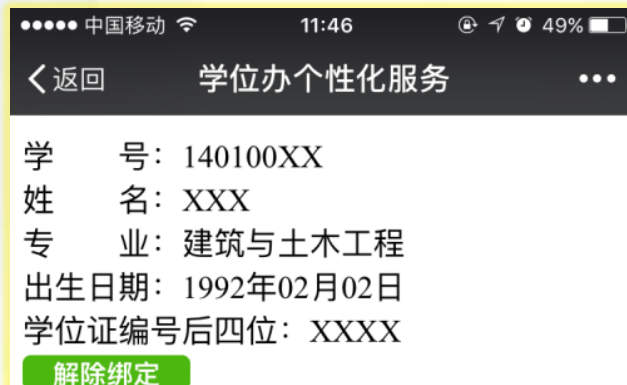 中国移动 11:46 49%
返回 学位办个性化服务
学 号：140100XX
姓 名：XXX
专 业：建筑与土木工程
出生日期：1992年02月02日
学位证编号后四位：XXXX
解除绑定